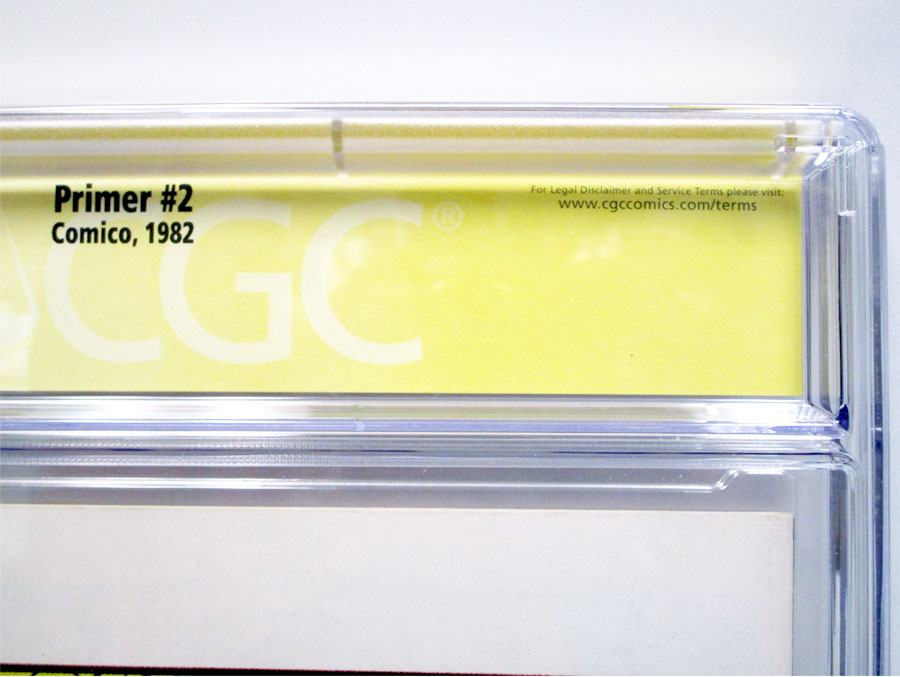 Primer #2
Comico, 1982
For Legal Disclaimer and Service Terms please visit:
www.cgccomics.com/terms
CGC®